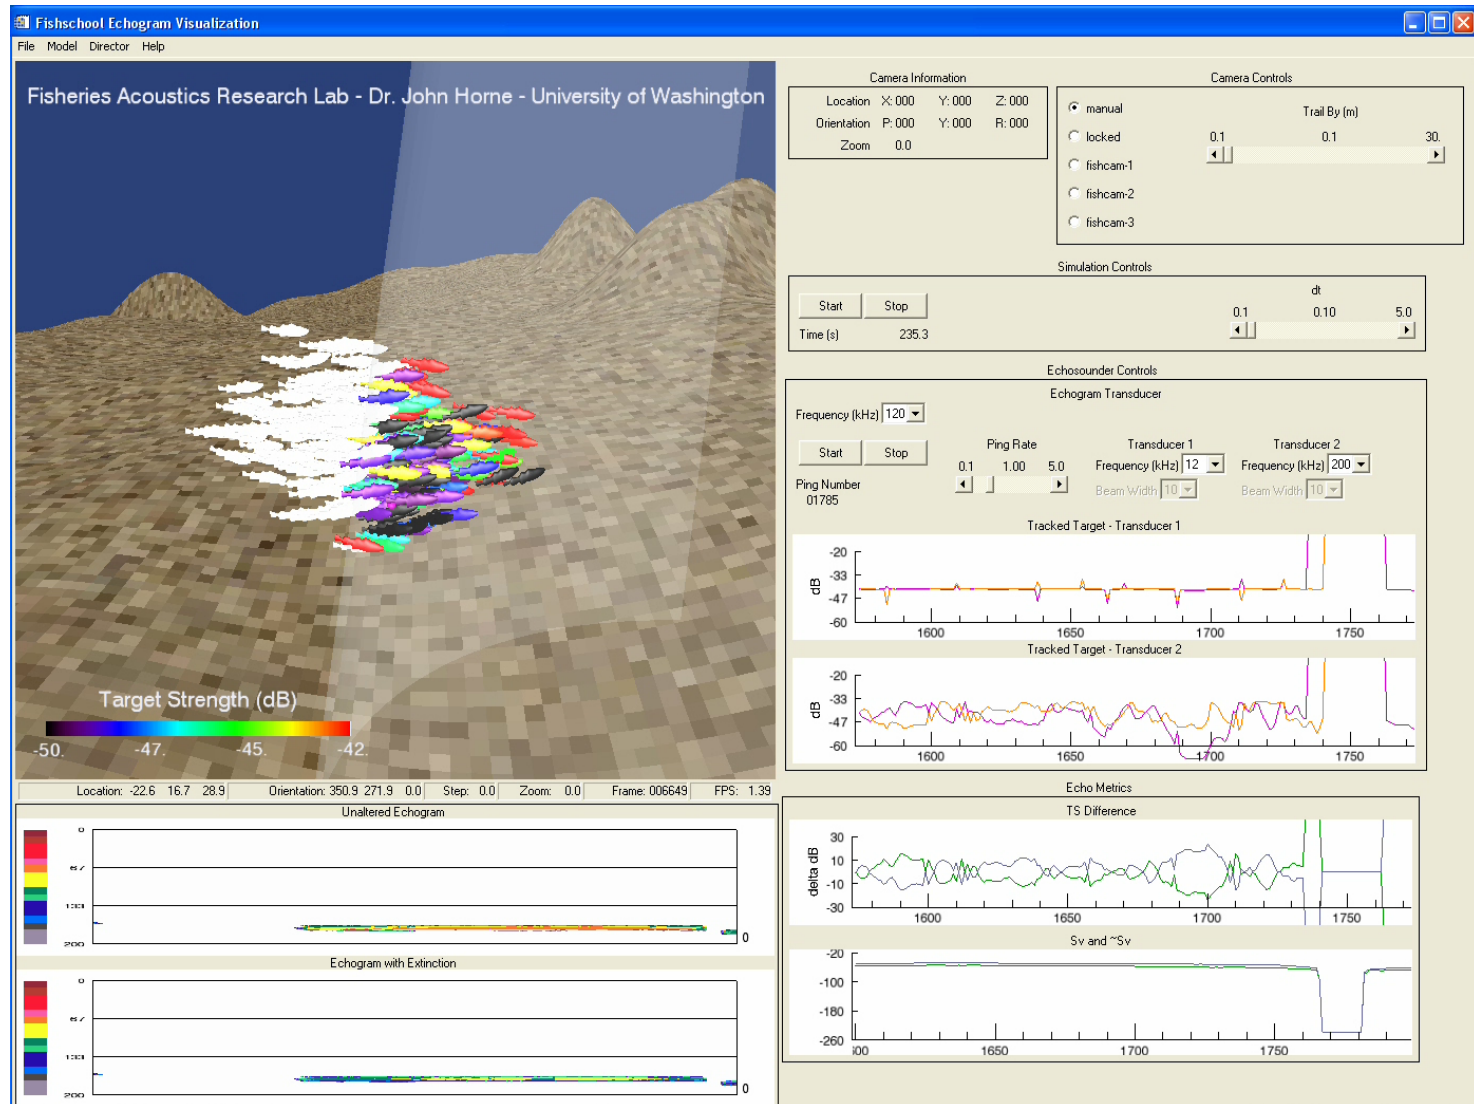 Fishschool Echogram Visualization
File Model Director Help
Fisheries Acoustics Research Lab - Dr. John Horne - University of Washington
Target Strength (dB)
-50. -47. -45. -42.
Location: -22.6 16.7 28.9 Orientation: 350.9 271.9 0.0 Step: 0.0 Zoom: 0.0 Frame: 006649 FPS: 1.39
Unaltered Echogram
0
67
133
200
0
Echogram with Extinction
0
67
133
200
0
Camera Information
Location X: 000 Y: 000 Z: 000
Orientation P: 000 Y: 000 R: 000
Zoom 0.0
Camera Controls
manual
locked
fishcam-1
fishcam-2
fishcam-3
Trail By (m)
0.1 0.1 30.
Simulation Controls
Start Stop
Time (s) 235.3
dt
0.1 0.10 5.0
Echosounder Controls
Echogram Transducer
Frequency (kHz) 120
Start Stop
Ping Number
01785
Ping Rate
0.1 1.00 5.0
Transducer 1
Frequency (kHz) 12
Beam Width 10
Transducer 2
Frequency (kHz) 200
Beam Width 10
Tracked Target - Transducer 1
dB
-20
-33
-47
-60
1600 1650 1700 1750
Tracked Target - Transducer 2
dB
-20
-33
-47
-60
1600 1650 1700 1750
Echo Metrics
TS Difference
delta dB
30
10
-10
-30
1600 1650 1700 1750
Sv and ~Sv
-20
-100
-180
-260
1650 1700 1750